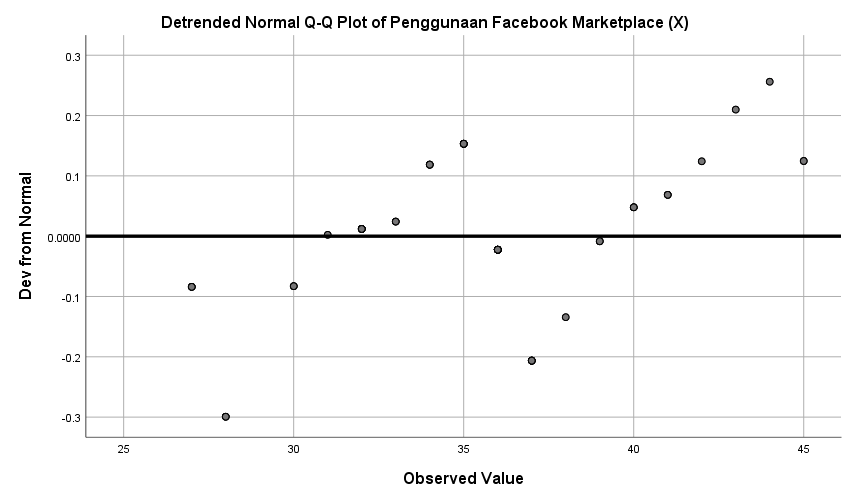 Detrended Normal Q-Q Plot of Penggunaan Facebook Marketplace (X)
0.3
0.2
0.1
0.0000
-0.1
-0.2
-0.3
Dev from Normal
25 30 35 40 45
Observed Value